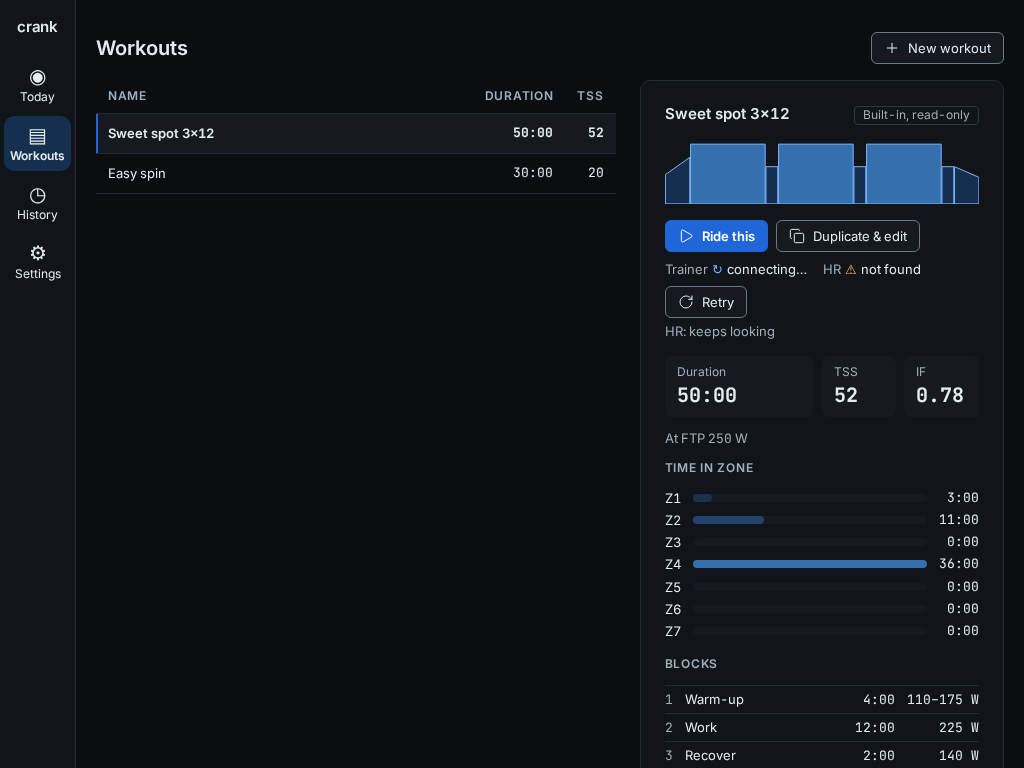 crank
Today
Workouts
History
Settings
Workouts
New workout
NAME DURATION TSS
Sweet spot 3×12 50:00 52
Easy spin 30:00 20
Sweet spot 3×12 Built-in, read-only
Ride this Duplicate & edit
Trainer ↻ connecting... HR ⚠ not found
Retry
HR: keeps looking
Duration TSS IF
50:00 52 0.78
At FTP 250 W
TIME IN ZONE
Z1 3:00
Z2 11:00
Z3 0:00
Z4 36:00
Z5 0:00
Z6 0:00
Z7 0:00
BLOCKS
1 Warm-up 4:00 110–175 W
2 Work 12:00 225 W
3 Recover 2:00 140 W